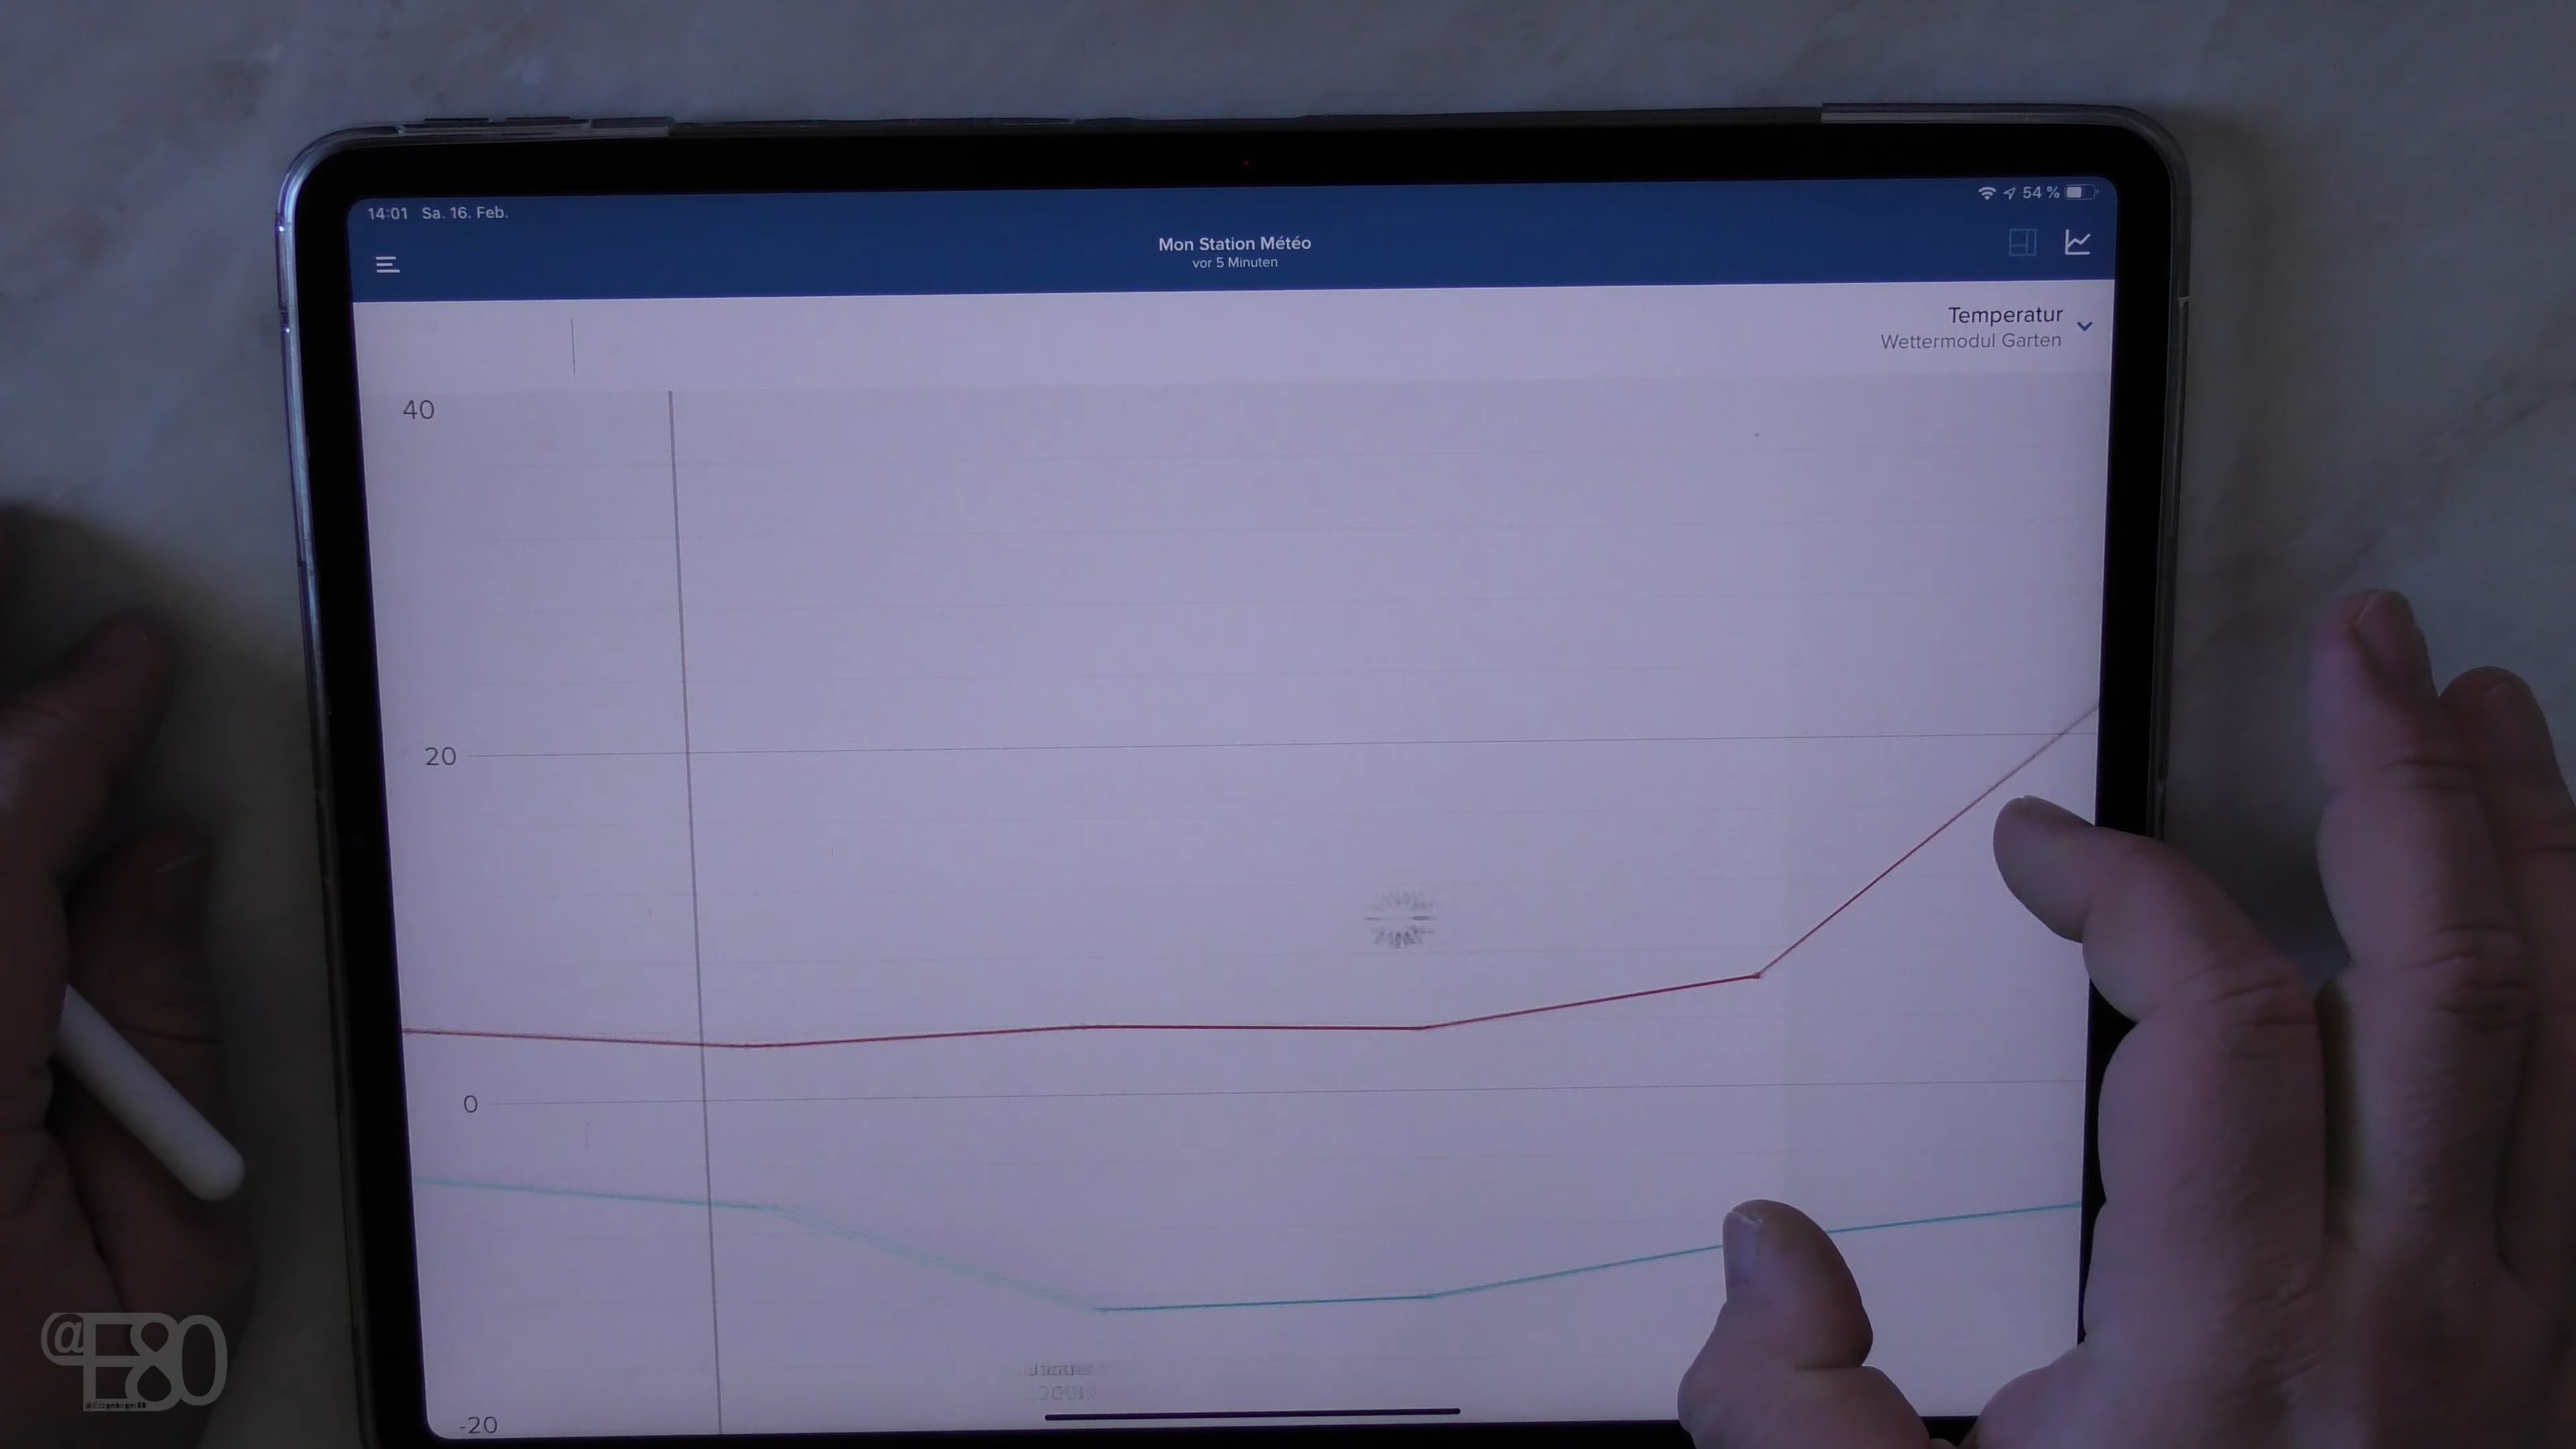 14:01 Sa. 16. Feb.
54 %
Mon Station Météo
vor 5 Minuten
Temperatur
Wettermodul Garten
40
20
0
-20
@E80
@Erzgebirger80